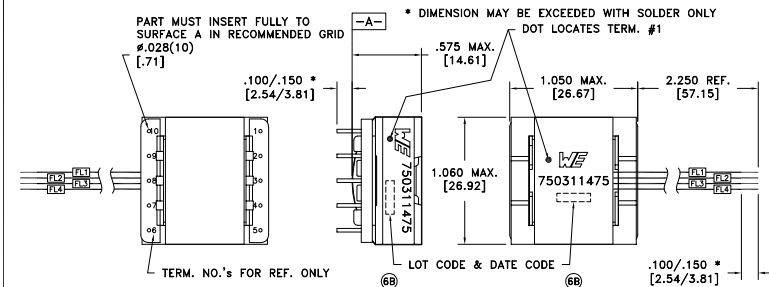 PART MUST INSERT FULLY TO
SURFACE A IN RECOMMENDED GRID
ø.028(10)
[.71]
-A-
* DIMENSION MAY BE EXCEEDED WITH SOLDER ONLY
DOT LOCATES TERM. #1
.575 MAX.
[14.61]
.100/.150 *
[2.54/3.81]
1.050 MAX.
[26.67]
2.250 REF.
[57.15]
1.060 MAX.
[26.92]
FL1
FL2
FL3
FL4
10
9
8
7
6
1
2
3
4
5
WE 750311475
WE
750311475
FL1
FL2
FL3
FL4
TERM. NO.'s FOR REF. ONLY
LOT CODE & DATE CODE
6B
6B
.100/.150 *
[2.54/3.81]